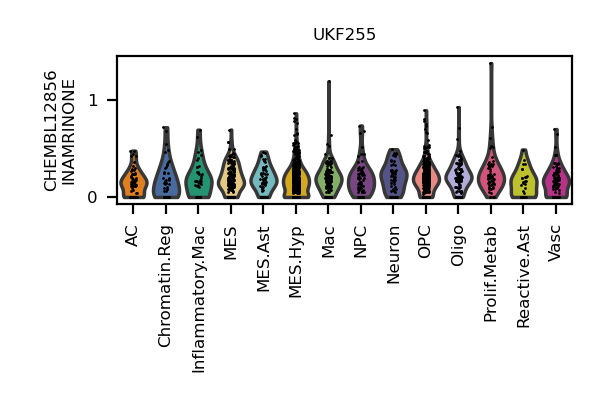 UKF255
CHEMBL12856
INAMRINONE
1
0
AC
Chromatin.Reg
Inflammatory.Mac
MES
MES.Ast
MES.Hyp
Mac
NPC
Neuron
OPC
Oligo
Prolif.Metab
Reactive.Ast
Vasc